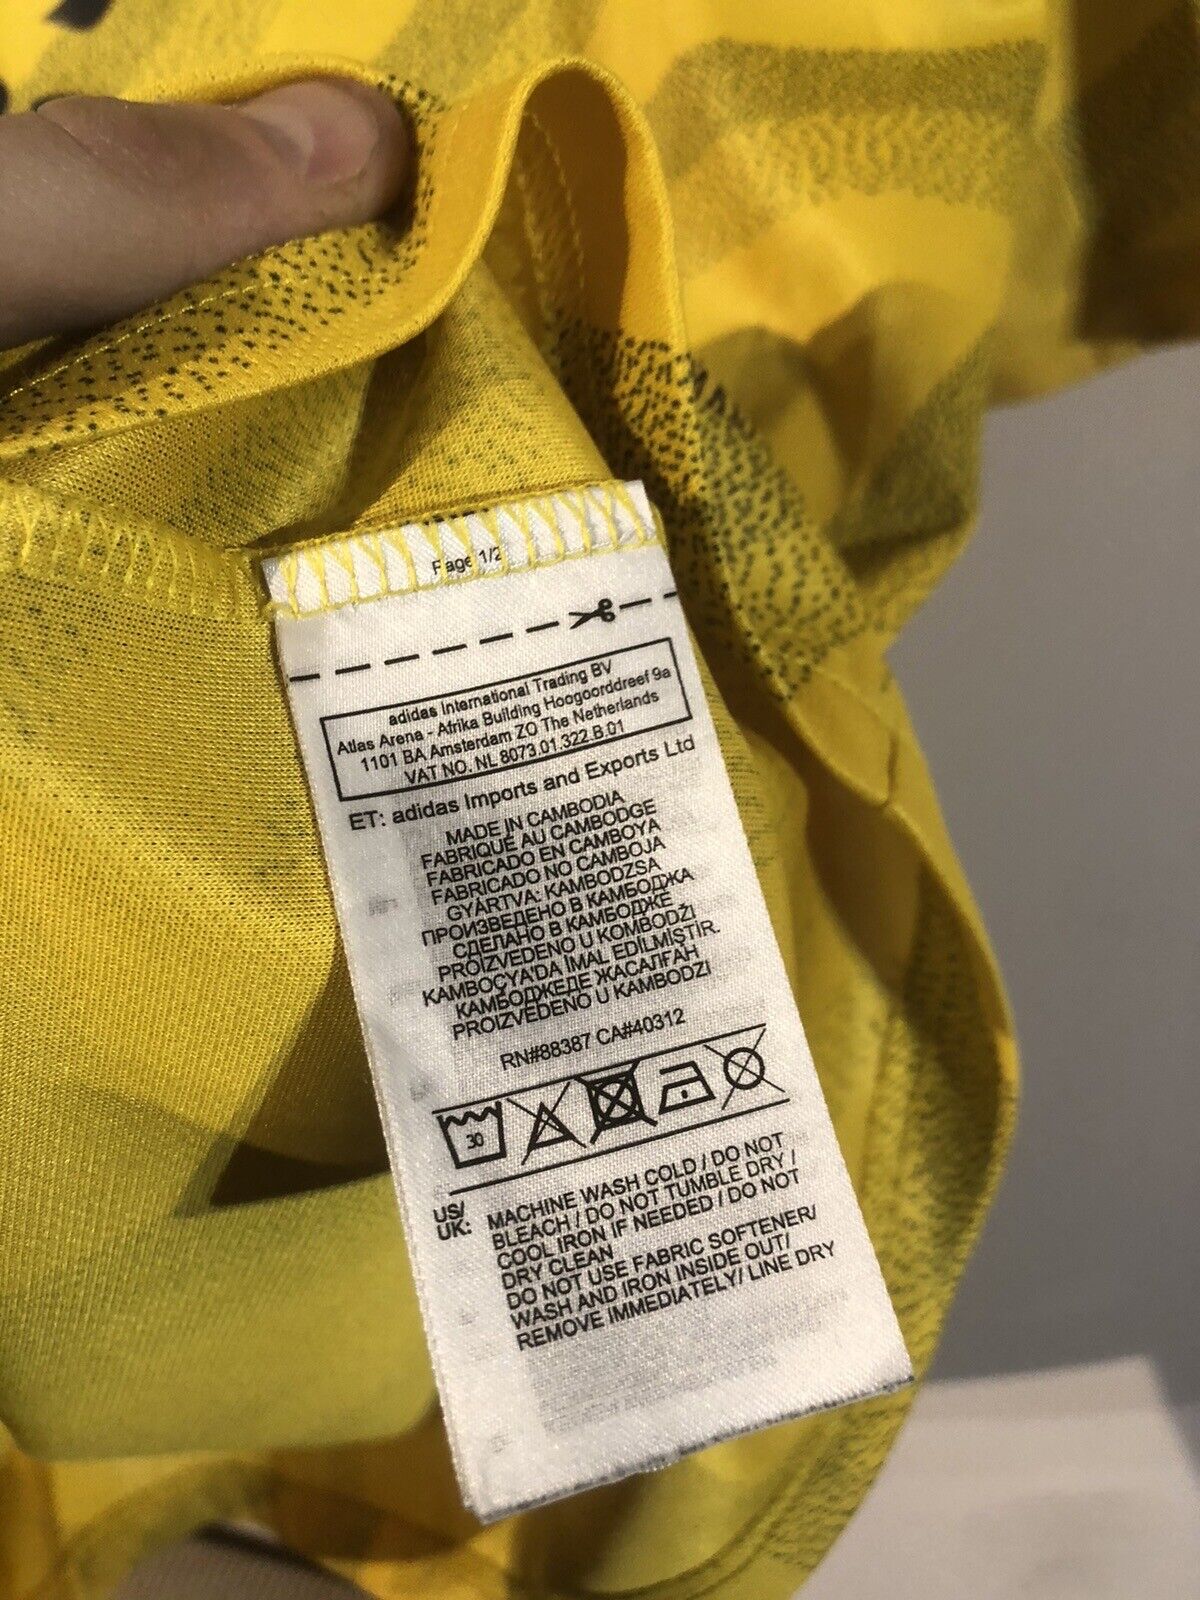 Page 1/2
adidas International Trading BV
Atlas Arena - Afrika Building Hoogoorddreef 9a
1101 BA Amsterdam ZO The Netherlands
VAT NO. NL 8073.01.322.B.01
ET: adidas Imports and Exports Ltd
MADE IN CAMBODIA
FABRIQUÉ AU CAMBODGE
FABRICADO EN CAMBOYA
FABRICADO NO CAMBOJA
GYÁRTVA: KAMBODZSA
ПРОИЗВЕДЕНО В КАМБОДЖА
СДЕЛАНО В КАМБОДЖЕ
PROIZVEDENO U KOMBODŽI
KAMBOÇYA'DA İMAL EDİLMİŞTİR.
КАМБОДЖЕДЕ ЖАСАЛҒАН
PROIZVEDENO U KAMBODZI
RN#88387 CA#40312
30
US/
UK:
MACHINE WASH COLD / DO NOT
BLEACH / DO NOT TUMBLE DRY /
COOL IRON IF NEEDED / DO NOT
DRY CLEAN
DO NOT USE FABRIC SOFTENER/
WASH AND IRON INSIDE OUT/
REMOVE IMMEDIATELY/ LINE DRY